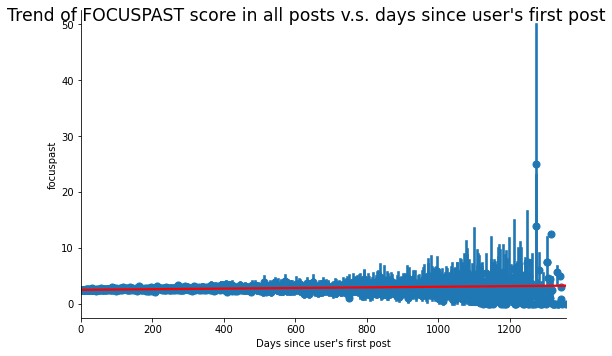 Trend of FOCUSPAST score in all posts v.s. days since user's first post
50
40
30
20
10
0
focuspast
0 200 400 600 800 1000 1200
Days since user's first post